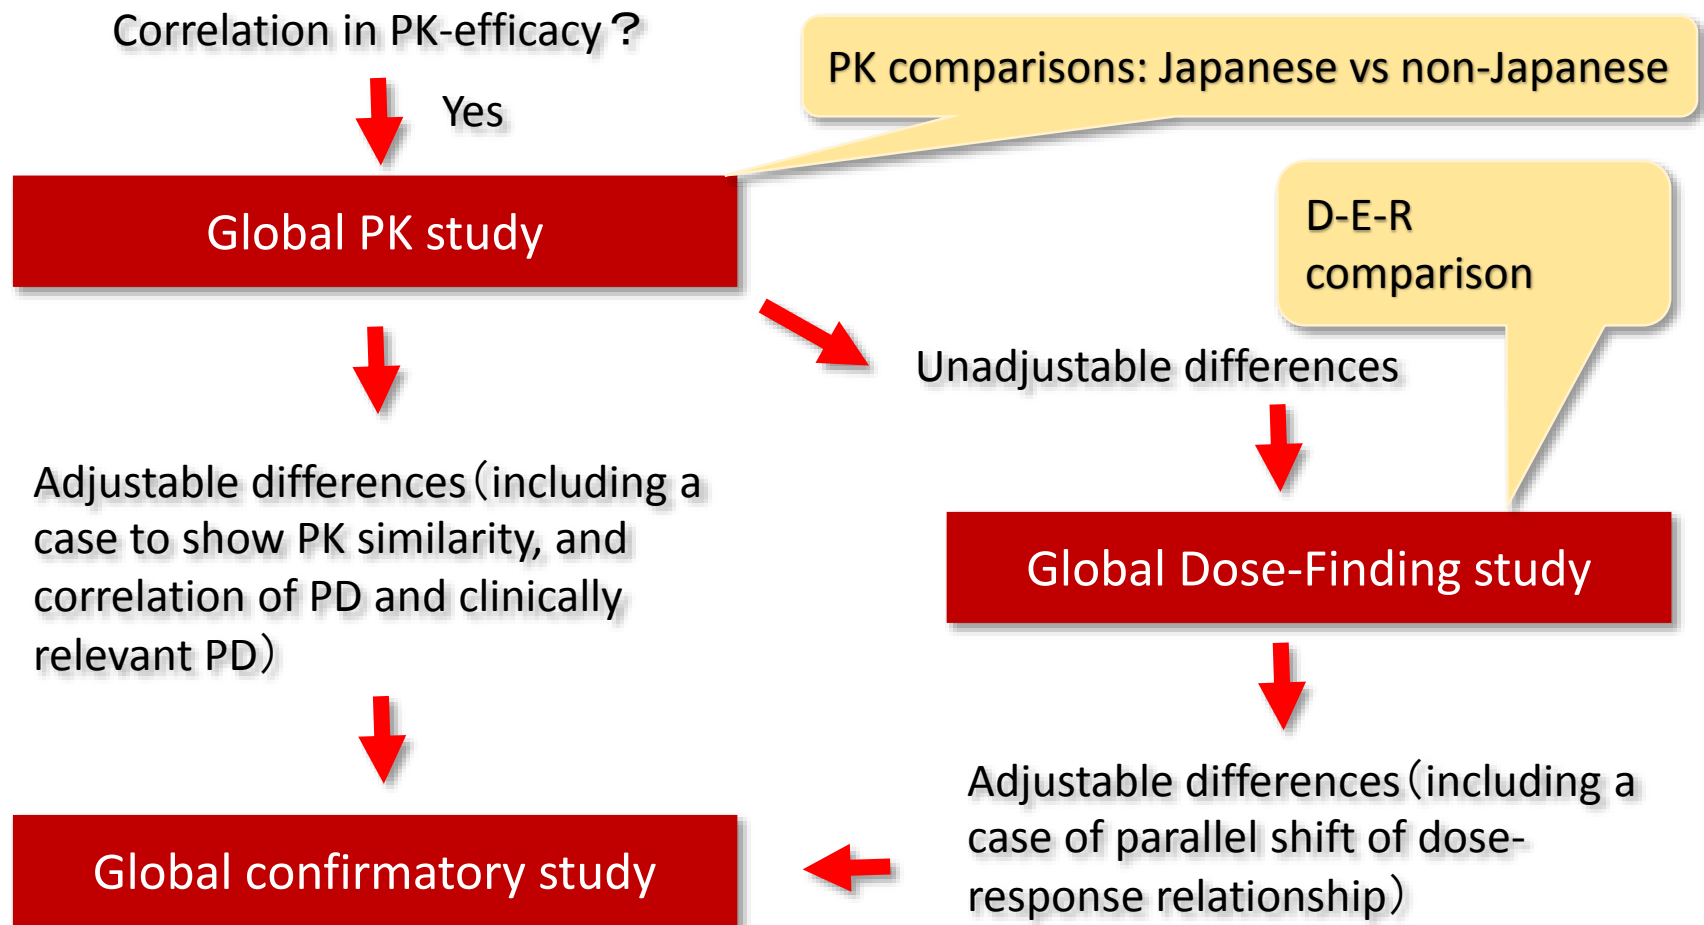 Correlation in PK-efficacy？
Yes
PK comparisons: Japanese vs non-Japanese
Global PK study
D-E-R
comparison
Unadjustable differences
Adjustable differences（including a
case to show PK similarity, and
correlation of PD and clinically
relevant PD）
Global Dose-Finding study
Adjustable differences（including a
case of parallel shift of dose-
response relationship）
Global confirmatory study